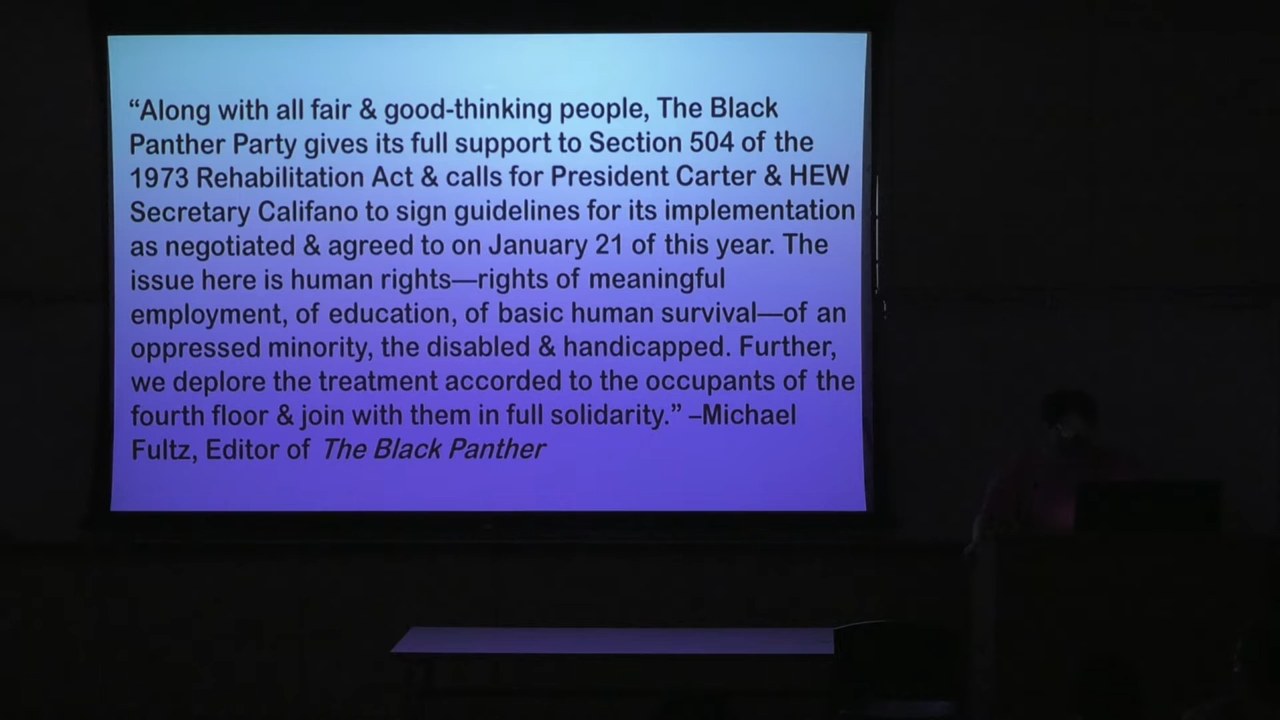 “Along with all fair & good-thinking people, The Black
Panther Party gives its full support to Section 504 of the
1973 Rehabilitation Act & calls for President Carter & HEW
Secretary Califano to sign guidelines for its implementation
as negotiated & agreed to on January 21 of this year. The
issue here is human rights—rights of meaningful
employment, of education, of basic human survival—of an
oppressed minority, the disabled & handicapped. Further,
we deplore the treatment accorded to the occupants of the
fourth floor & join with them in full solidarity.” –Michael
Fultz, Editor of The Black Panther